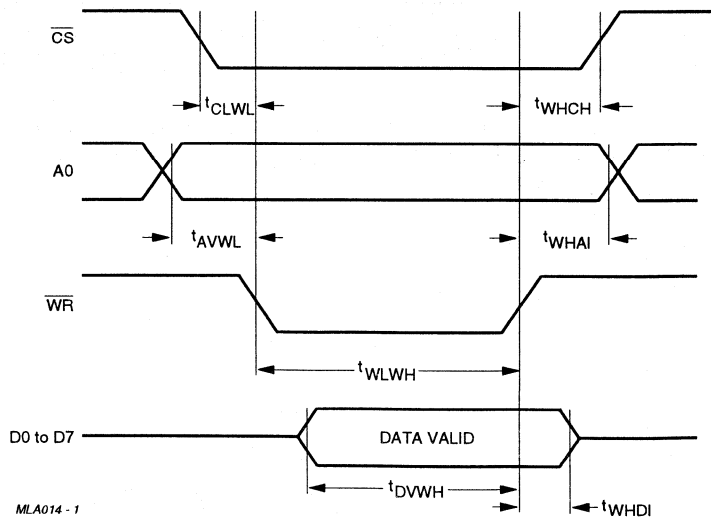 CS
tCLWL
tWHCH
A0
tAVWL
tWHAI
WR
tWLWH
D0 to D7
DATA VALID
tDVWH
MLA014 - 1
tWHDI